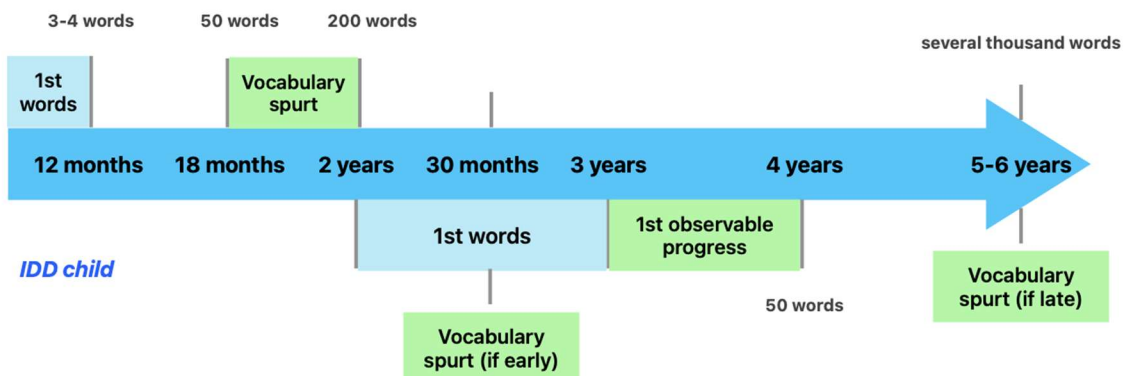 3-4 words
50 words
200 words
several thousand words
1st
words
Vocabulary
spurt
12 months
18 months
2 years
30 months
3 years
4 years
5-6 years
1st words
1st observable
progress
IDD child
50 words
Vocabulary
spurt (if late)
Vocabulary
spurt (if early)